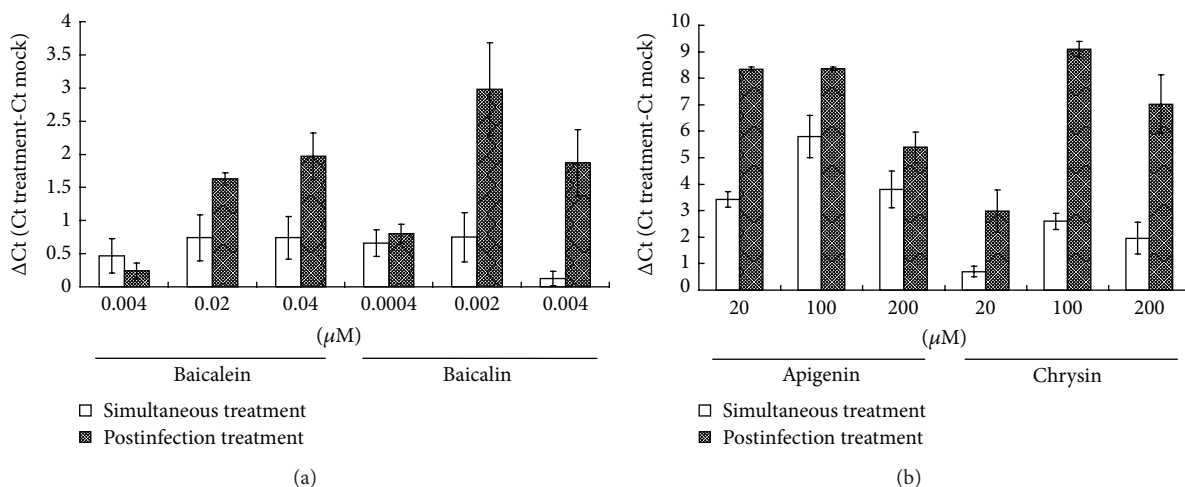 4
3.5
3
2.5
2
1.5
1
0.5
0
ΔCt (Ct treatment-Ct mock)
0.004 0.02 0.04 0.0004 0.002 0.004
(μM)
Baicalein Baicalin
Simultaneous treatment
Postinfection treatment
(a)
10
9
8
7
6
5
4
3
2
1
0
ΔCt (Ct treatment-Ct mock)
20 100 200 20 100 200
(μM)
Apigenin Chrysin
Simultaneous treatment
Postinfection treatment
(b)